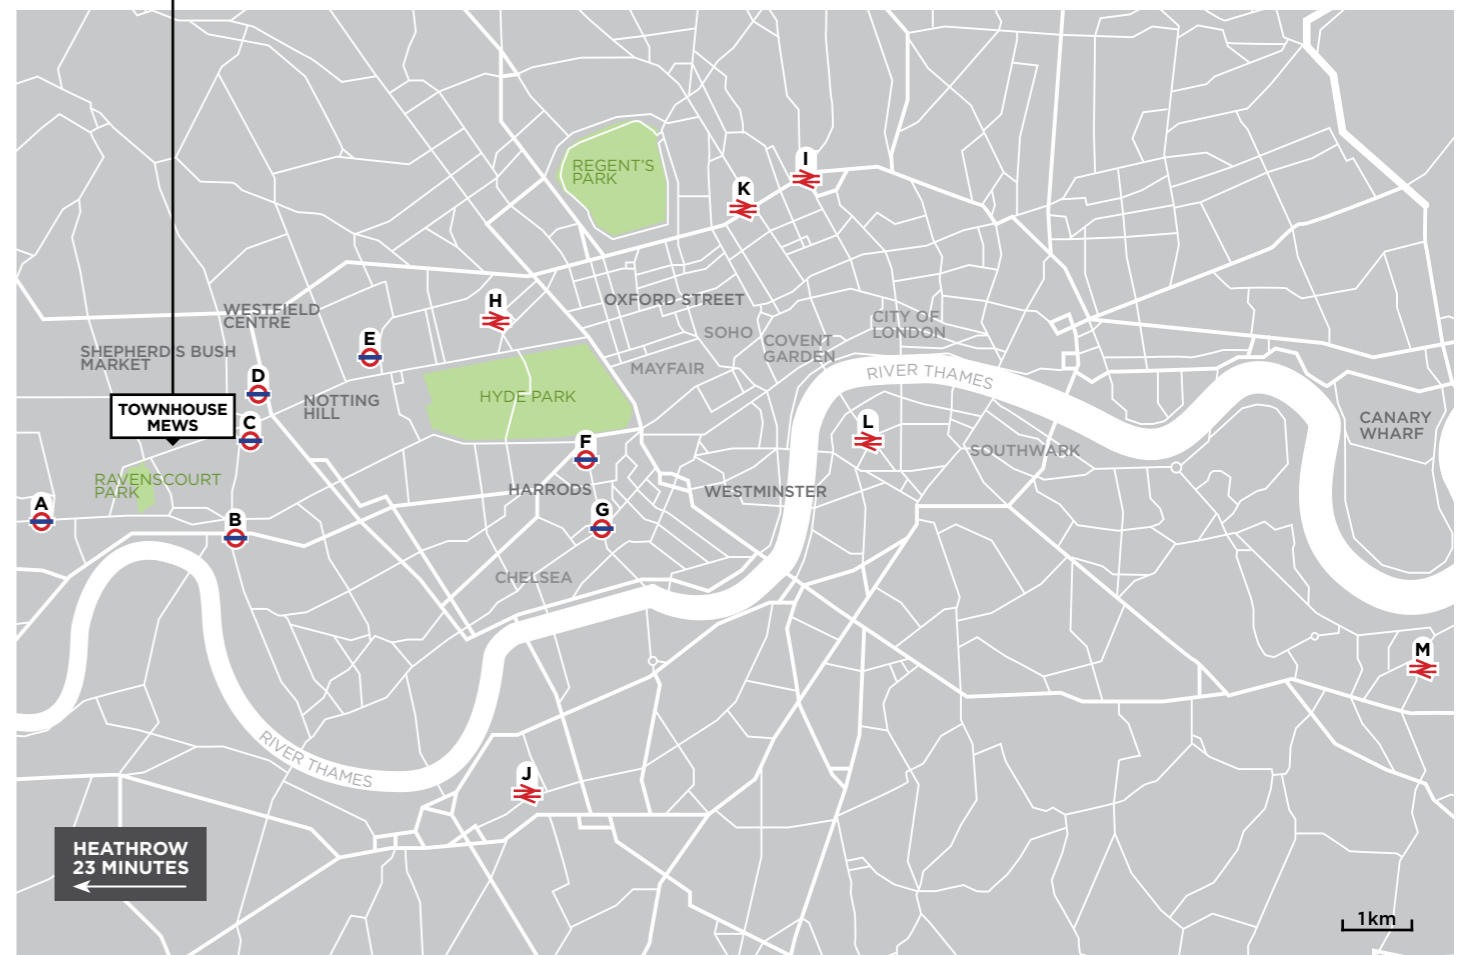 I
K
REGENT'S
PARK
H
OXFORD STREET
WESTFIELD
CENTRE
CITY OF
LONDON
SOHO
COVENT
GARDEN
E
SHEPHERD'S BUSH
MARKET
MAYFAIR
RIVER THAMES
D
HYDE PARK
NOTTING
HILL
TOWNHOUSE
MEWS
C
L
CANARY
WHARF
F
SOUTHWARK
RAVENSCOURT
PARK
HARRODS
WESTMINSTER
A
B
G
CHELSEA
M
RIVER THAMES
J
HEATHROW
23 MINUTES
1km